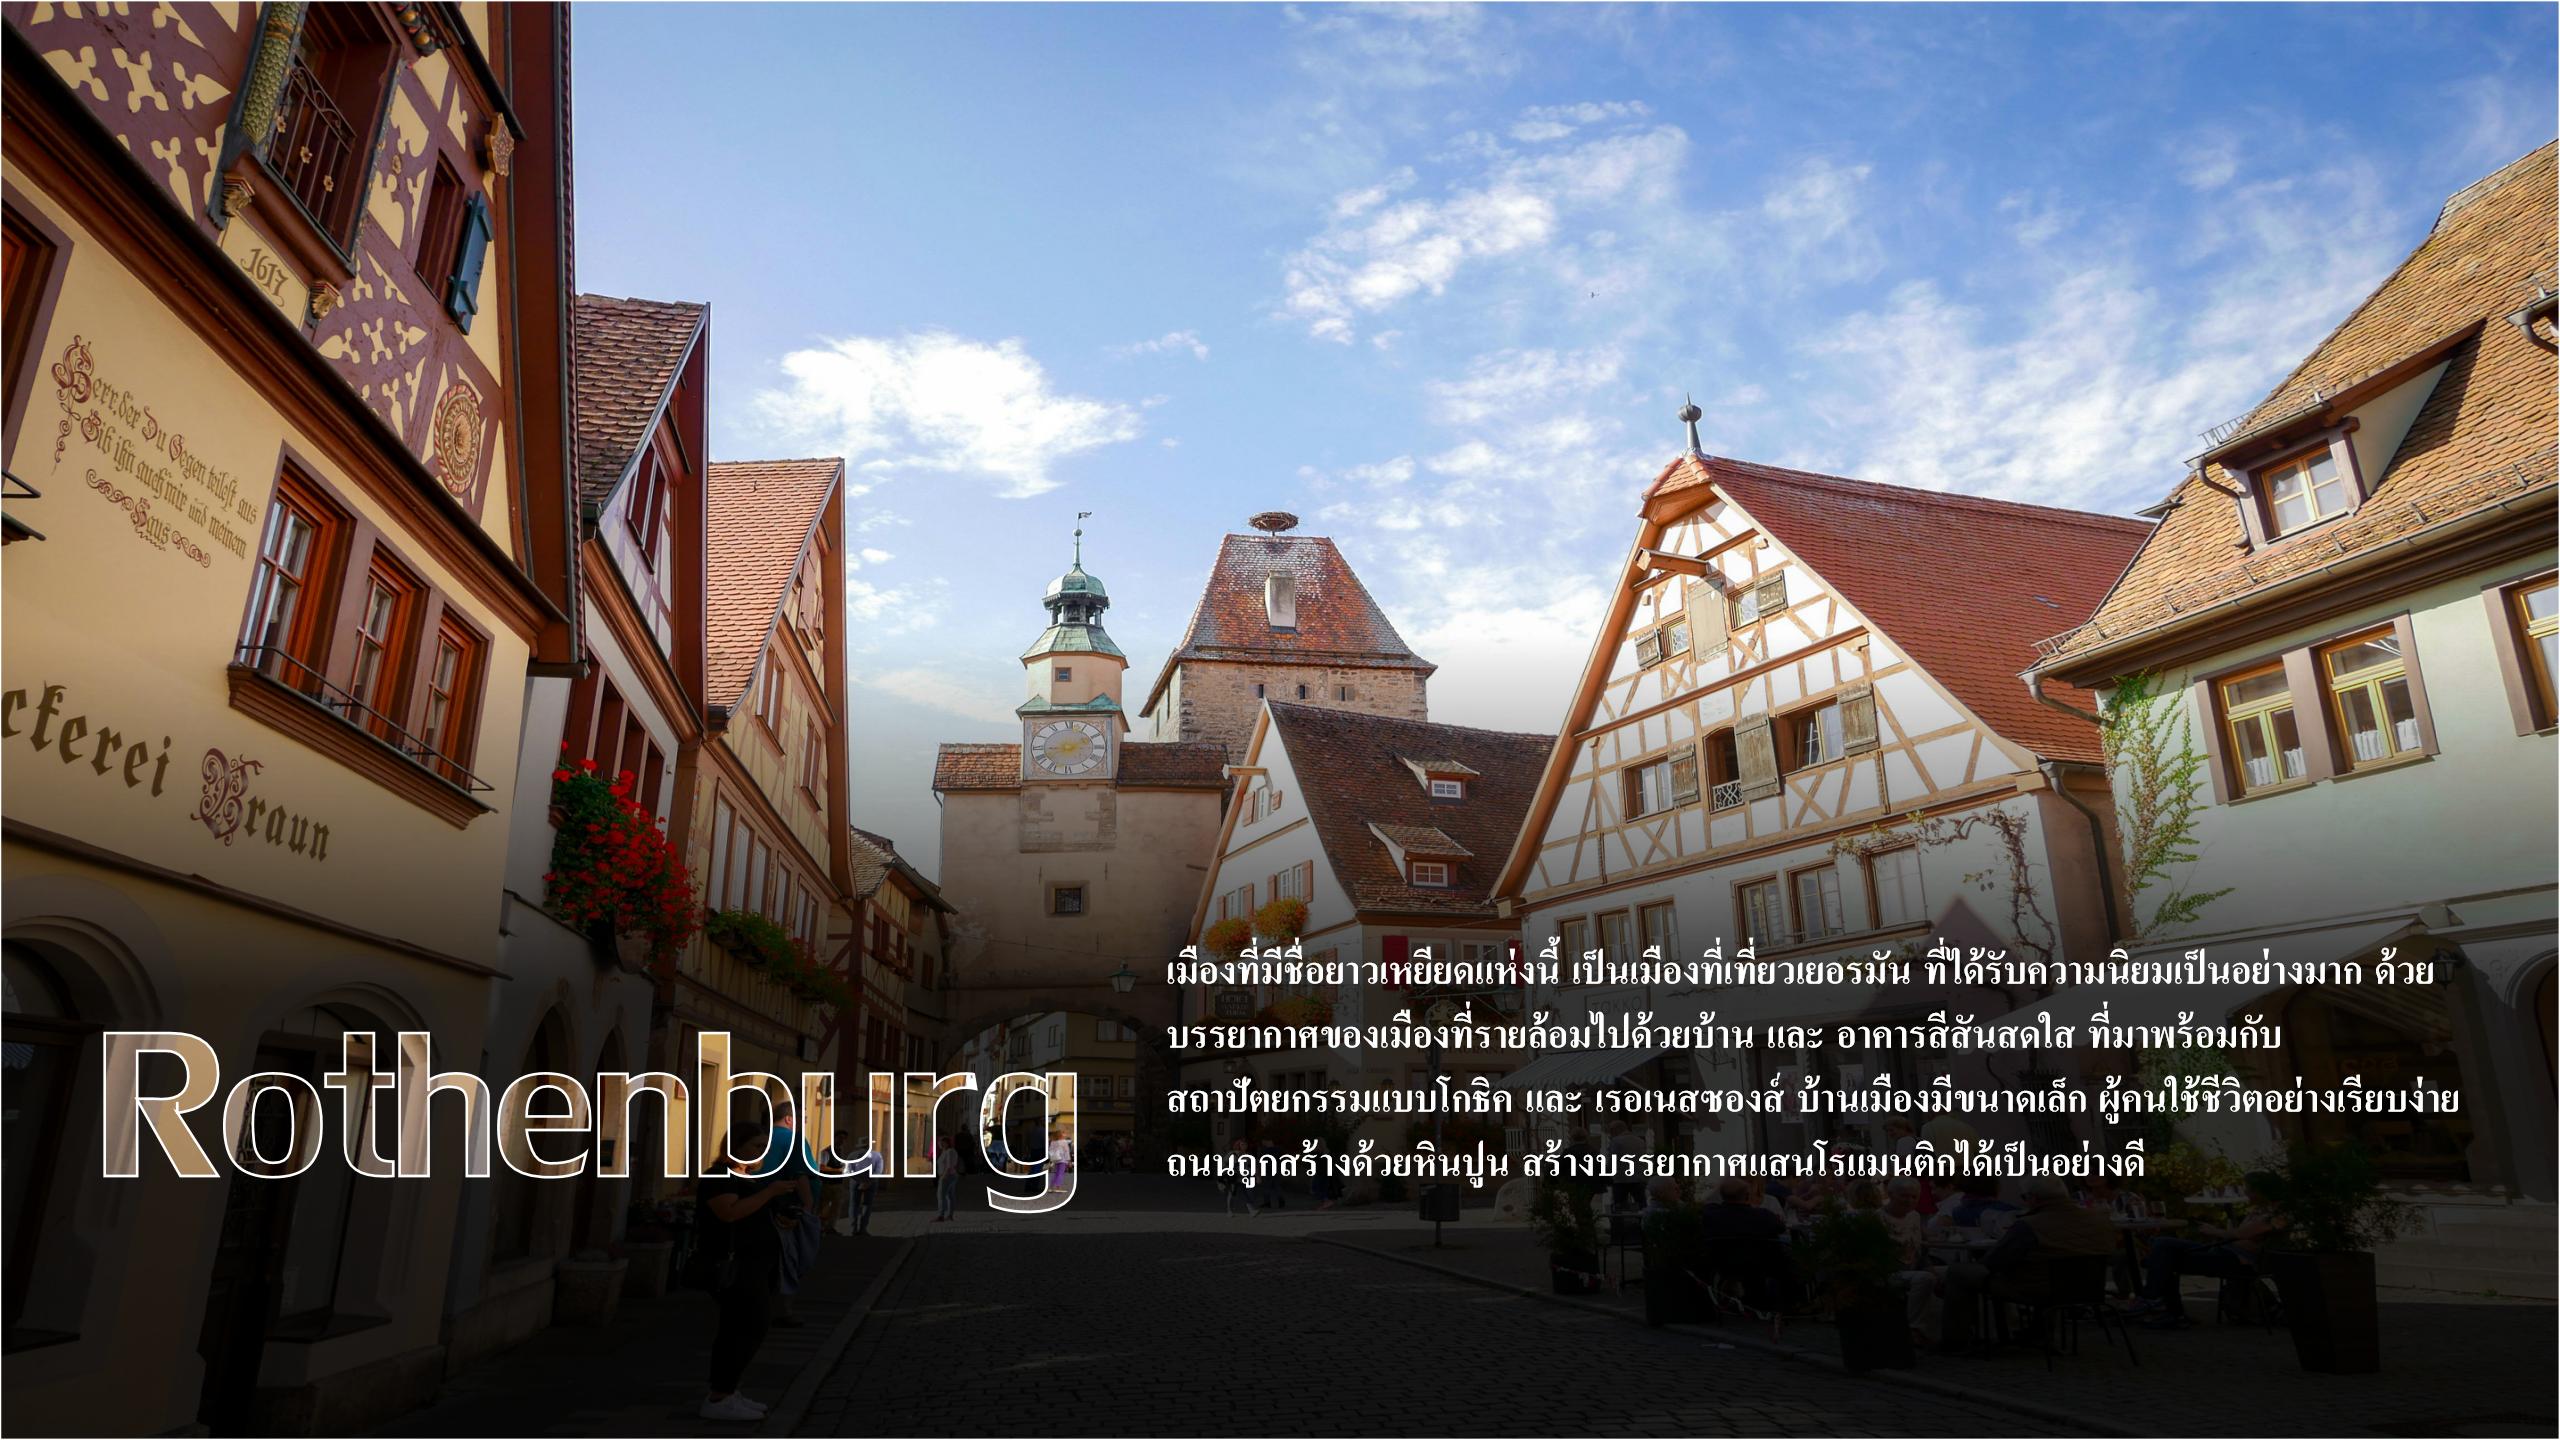 1617
Herr, der Du Segen teilest aus
Gib ihn auch mir und meinem
Haus
ckerei Braun
Rothenburg
เมืองที่มีชื่อยาวเหยียดแห่งนี้ เป็นเมืองที่เที่ยวเยอรมัน ที่ได้รับความนิยมเป็นอย่างมาก ด้วย
บรรยากาศของเมืองที่รายล้อมไปด้วยบ้าน และ อาคารสีสันสดใส ที่มาพร้อมกับ
สถาปัตยกรรมแบบโกธิค และ เรอเนสซองส์ บ้านเมืองมีขนาดเล็ก ผู้คนใช้ชีวิตอย่างเรียบง่าย
ถนนถูกสร้างด้วยหินปูน สร้างบรรยากาศแสนโรแมนติกได้เป็นอย่างดี